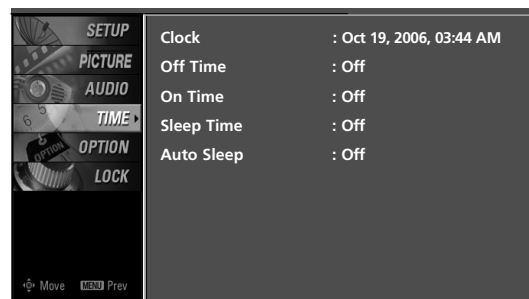 SETUP
PICTURE
AUDIO
TIME
OPTION
LOCK
Move MENU Prev
Clock : Oct 19, 2006, 03:44 AM
Off Time : Off
On Time : Off
Sleep Time : Off
Auto Sleep : Off